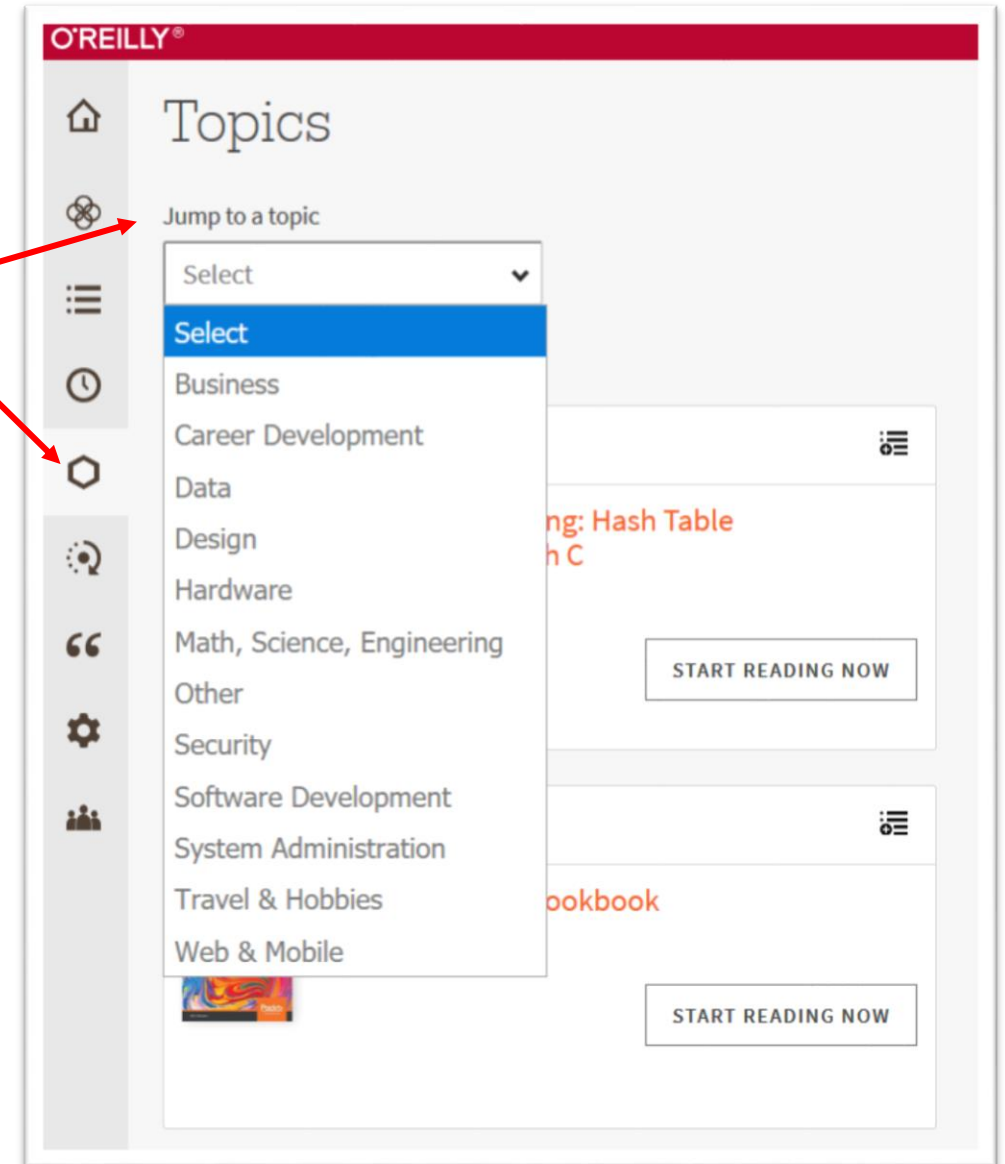 O'REILLY®
Topics
Jump to a topic
Select
Select
Business
Career Development
Data
Design
Hardware
Math, Science, Engineering
Other
Security
Software Development
System Administration
Travel & Hobbies
Web & Mobile
ng: Hash Table
h C
START READING NOW
ookbook
Packt
START READING NOW